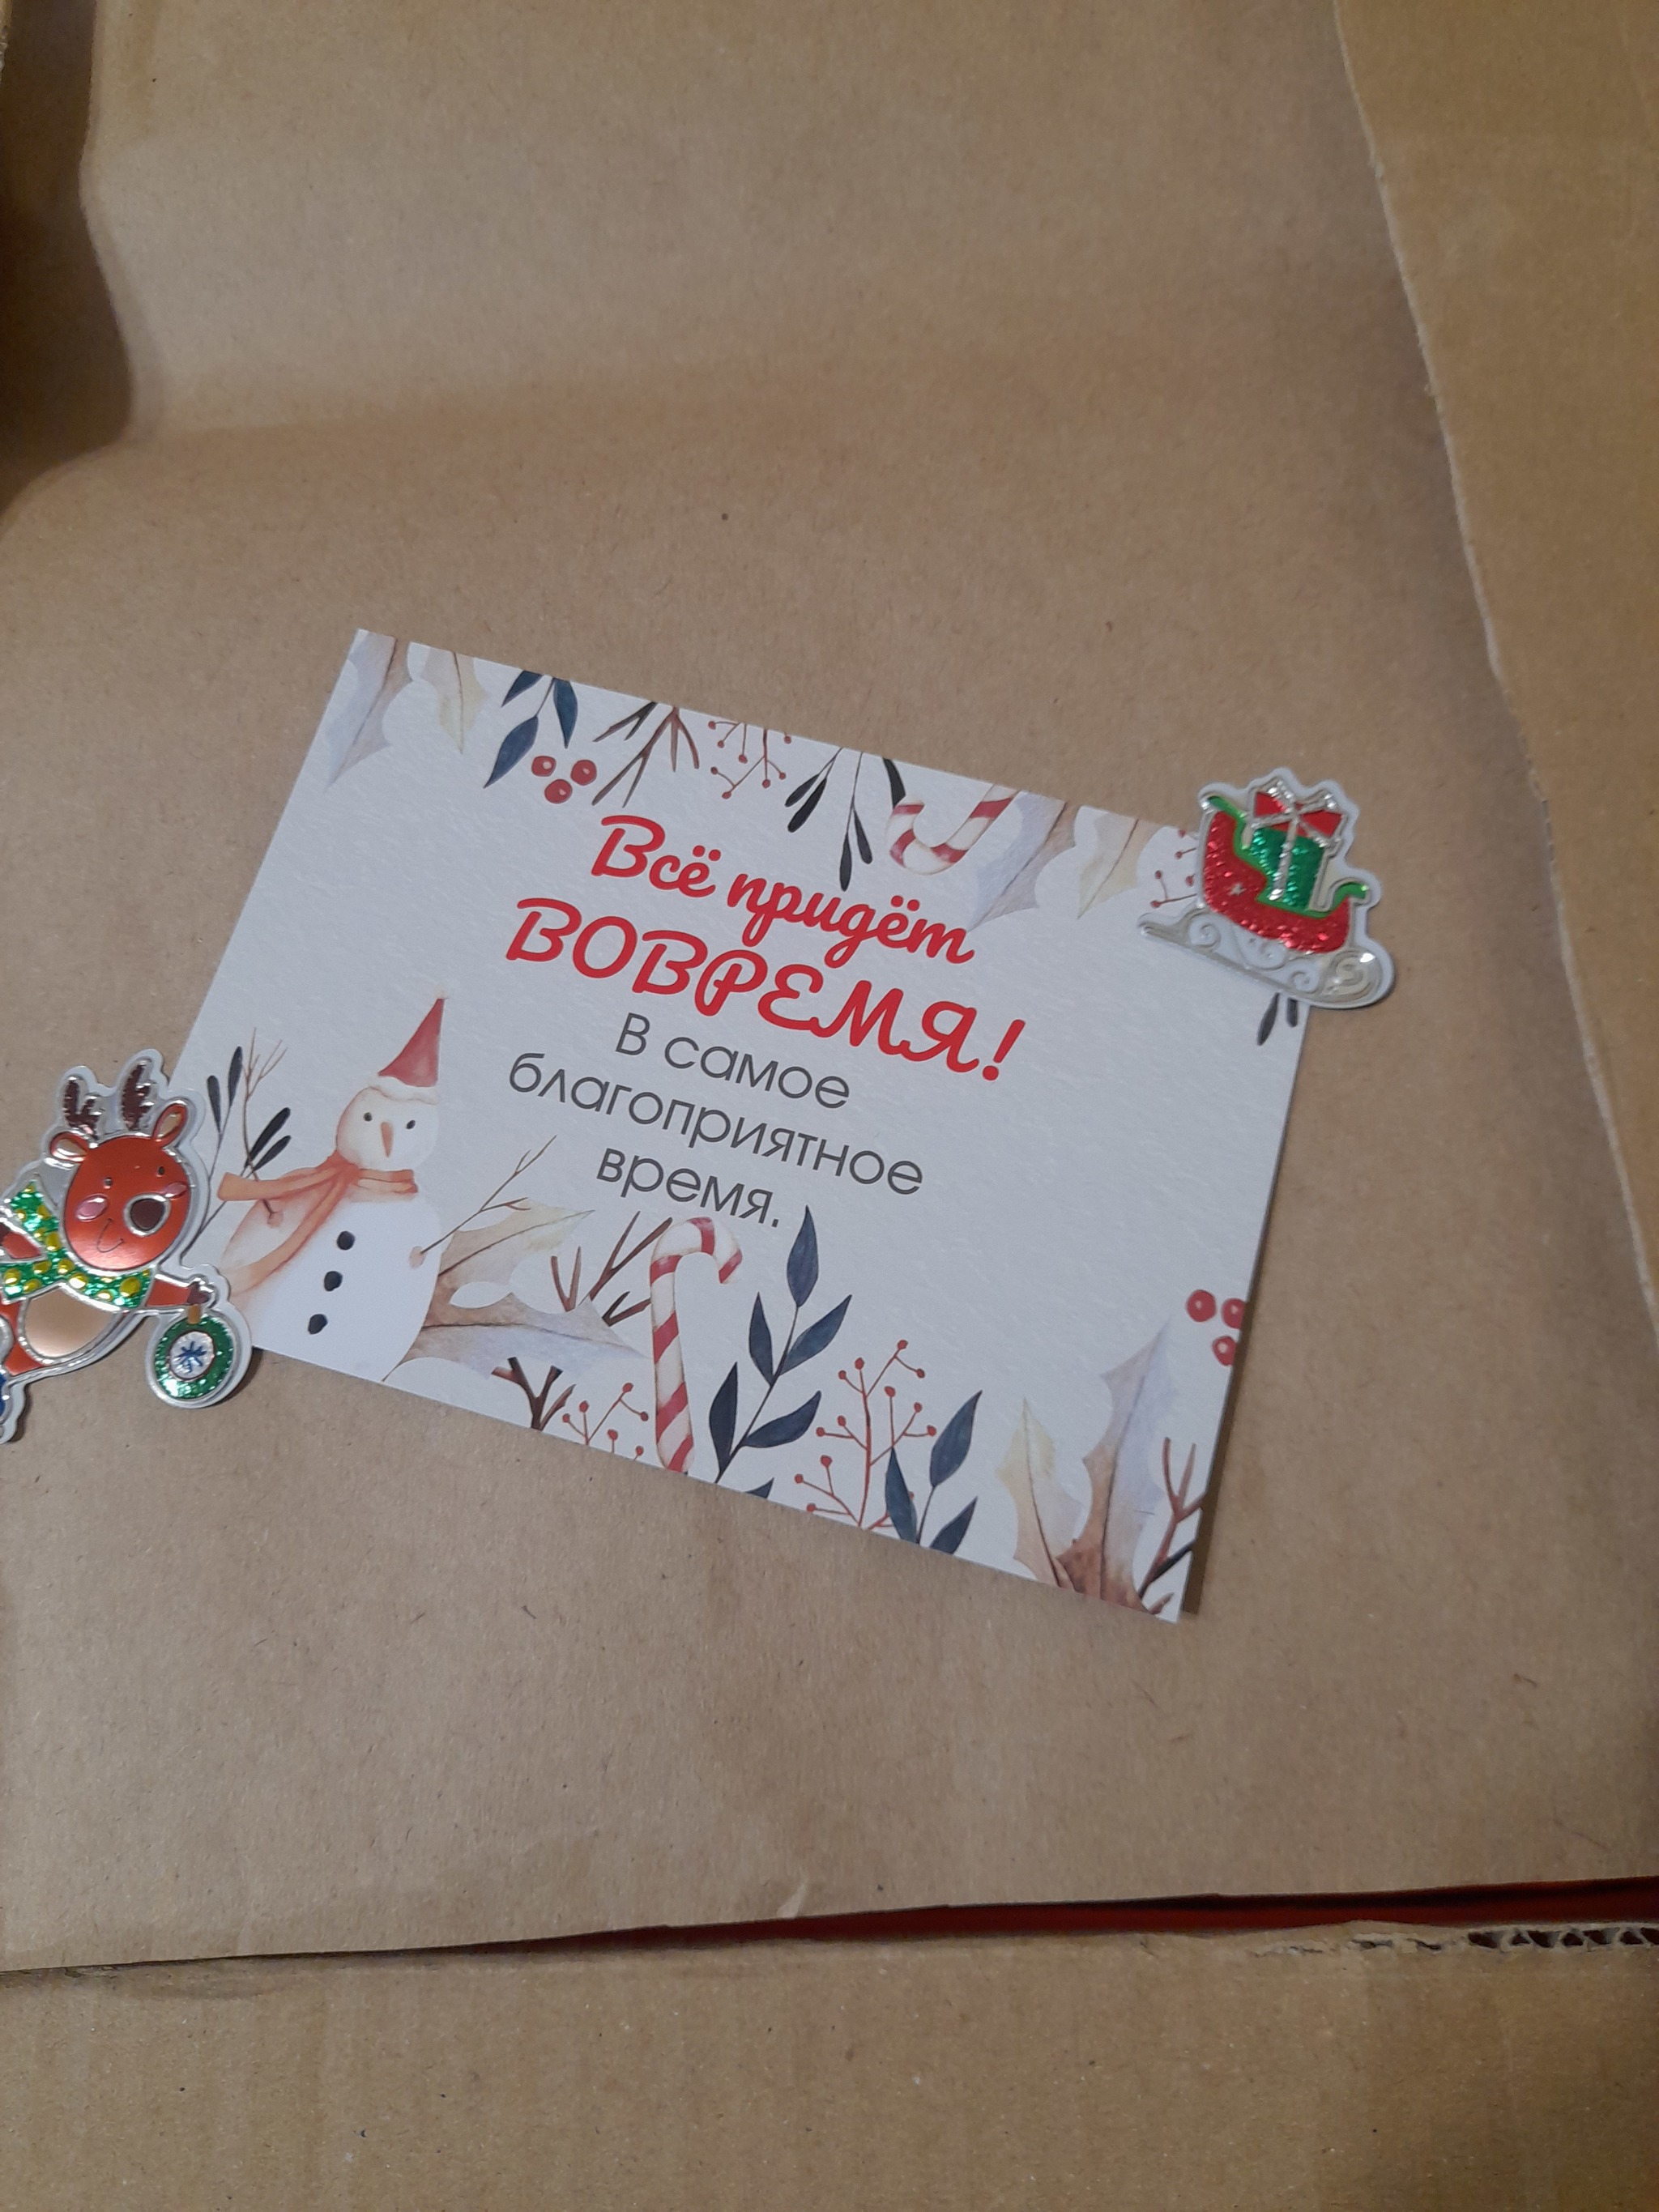 Всё придёт
ВОВРЕМЯ!
В самое
благоприятное
время.